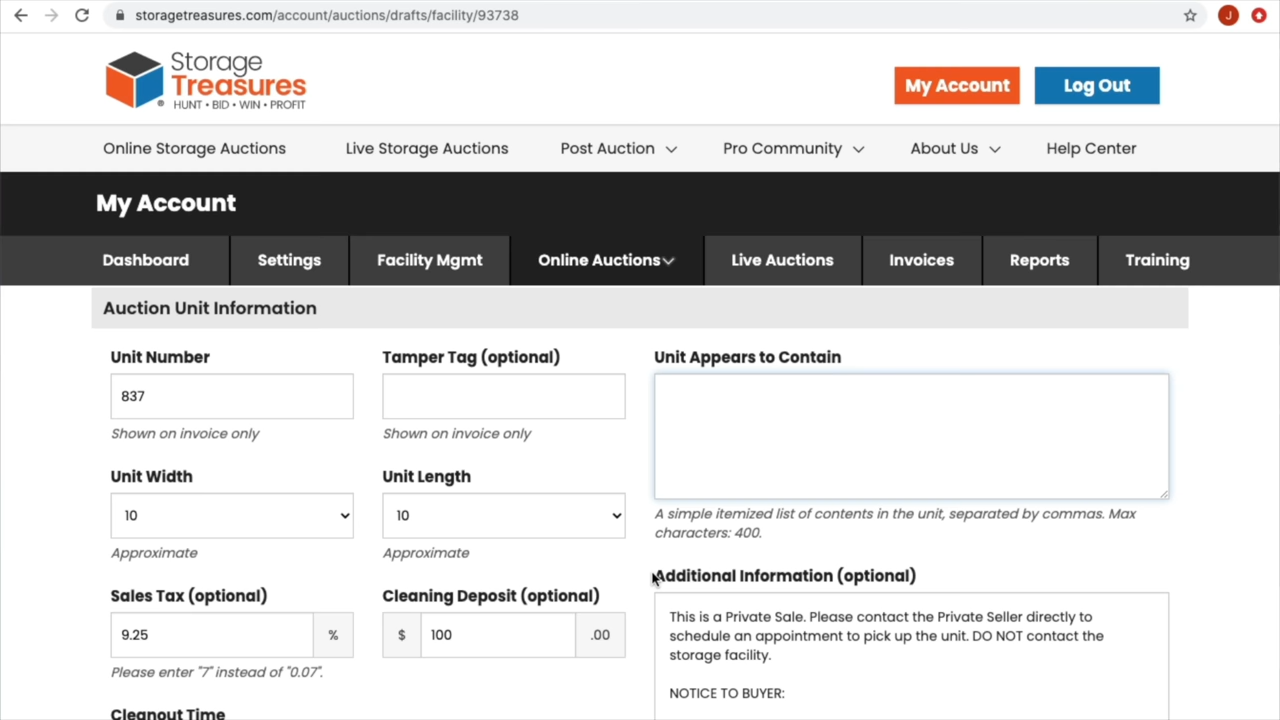 storagetreasures.com/account/auctions/drafts/facility/93738
J
Storage
Treasures
HUNT • BID • WIN • PROFIT
My Account
Log Out
Online Storage Auctions
Live Storage Auctions
Post Auction
Pro Community
About Us
Help Center
My Account
Dashboard
Settings
Facility Mgmt
Online Auctions
Live Auctions
Invoices
Reports
Training
Auction Unit Information
Unit Number
837
Shown on invoice only
Tamper Tag (optional)
Shown on invoice only
Unit Appears to Contain
A simple itemized list of contents in the unit, separated by commas. Max
characters: 400.
Unit Width
10
Approximate
Unit Length
10
Approximate
Sales Tax (optional)
9.25 %
Please enter "7" instead of "0.07".
Cleaning Deposit (optional)
$ 100 .00
Additional Information (optional)
This is a Private Sale. Please contact the Private Seller directly to
schedule an appointment to pick up the unit. DO NOT contact the
storage facility.
NOTICE TO BUYER:
Cleanout Time